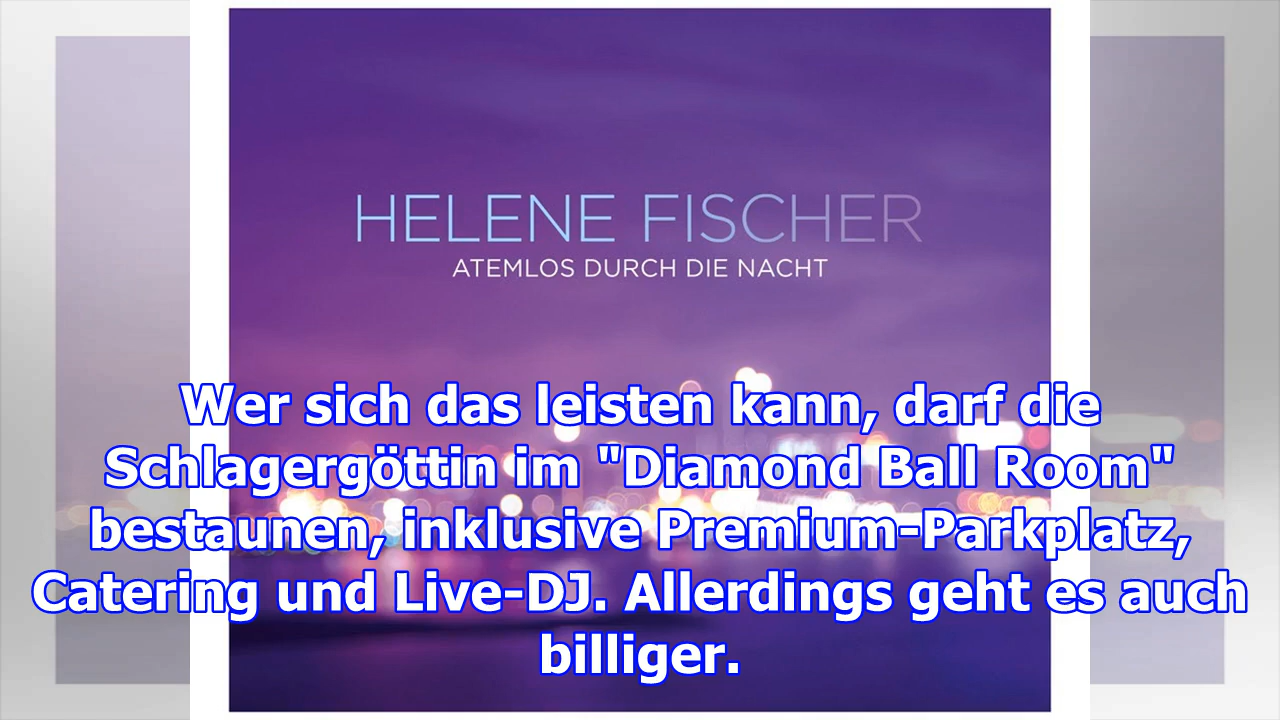 HELENE FISCHER
ATEMLOS DURCH DIE NACHT
Wer sich das leisten kann, darf die
Schlagergöttin im "Diamond Ball Room"
bestaunen, inklusive Premium-Parkplatz,
Catering und Live-DJ. Allerdings geht es auch
billiger.